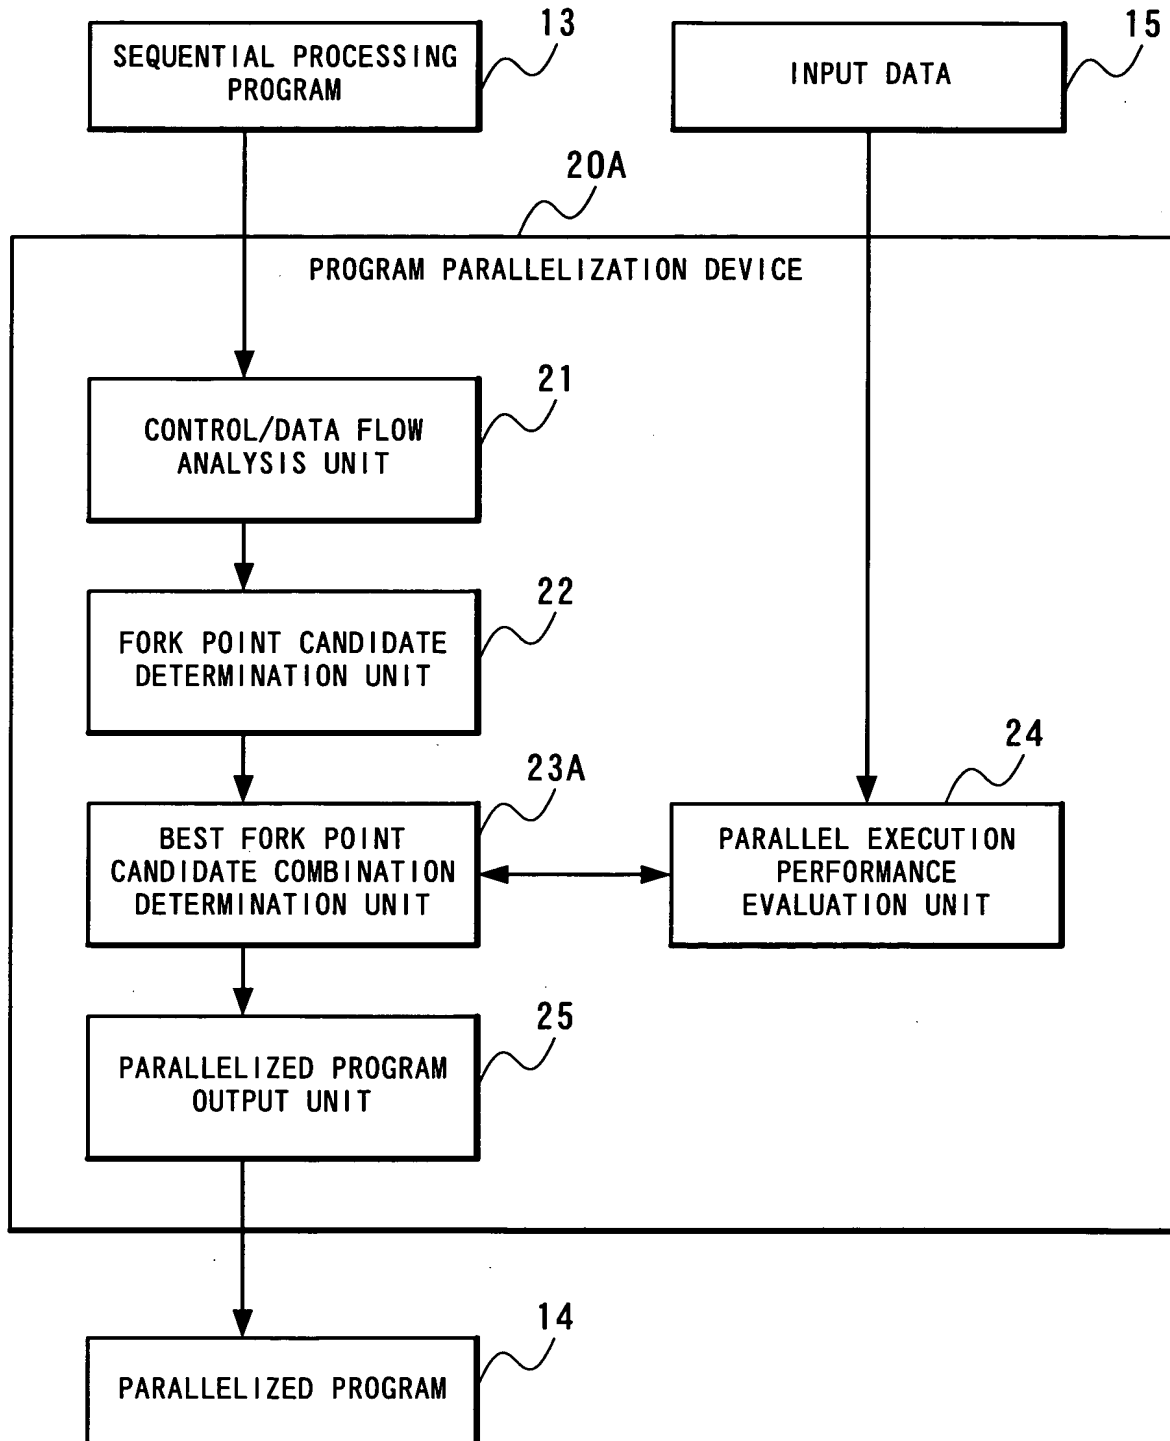 13
SEQUENTIAL PROCESSING
PROGRAM
15
INPUT DATA
20A
PROGRAM PARALLELIZATION DEVICE
21
CONTROL/DATA FLOW
ANALYSIS UNIT
22
FORK POINT CANDIDATE
DETERMINATION UNIT
23A
BEST FORK POINT
CANDIDATE COMBINATION
DETERMINATION UNIT
24
PARALLEL EXECUTION
PERFORMANCE
EVALUATION UNIT
25
PARALLELIZED PROGRAM
OUTPUT UNIT
14
PARALLELIZED PROGRAM